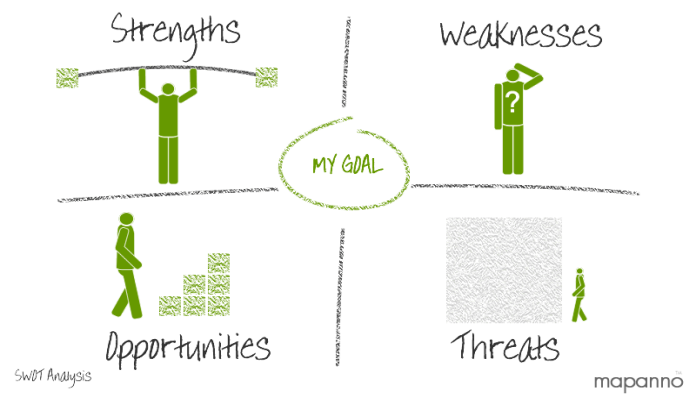 Strengths
Weaknesses
?
MY GOAL
Opportunities
Threats
SWOT Analysis
mapanno